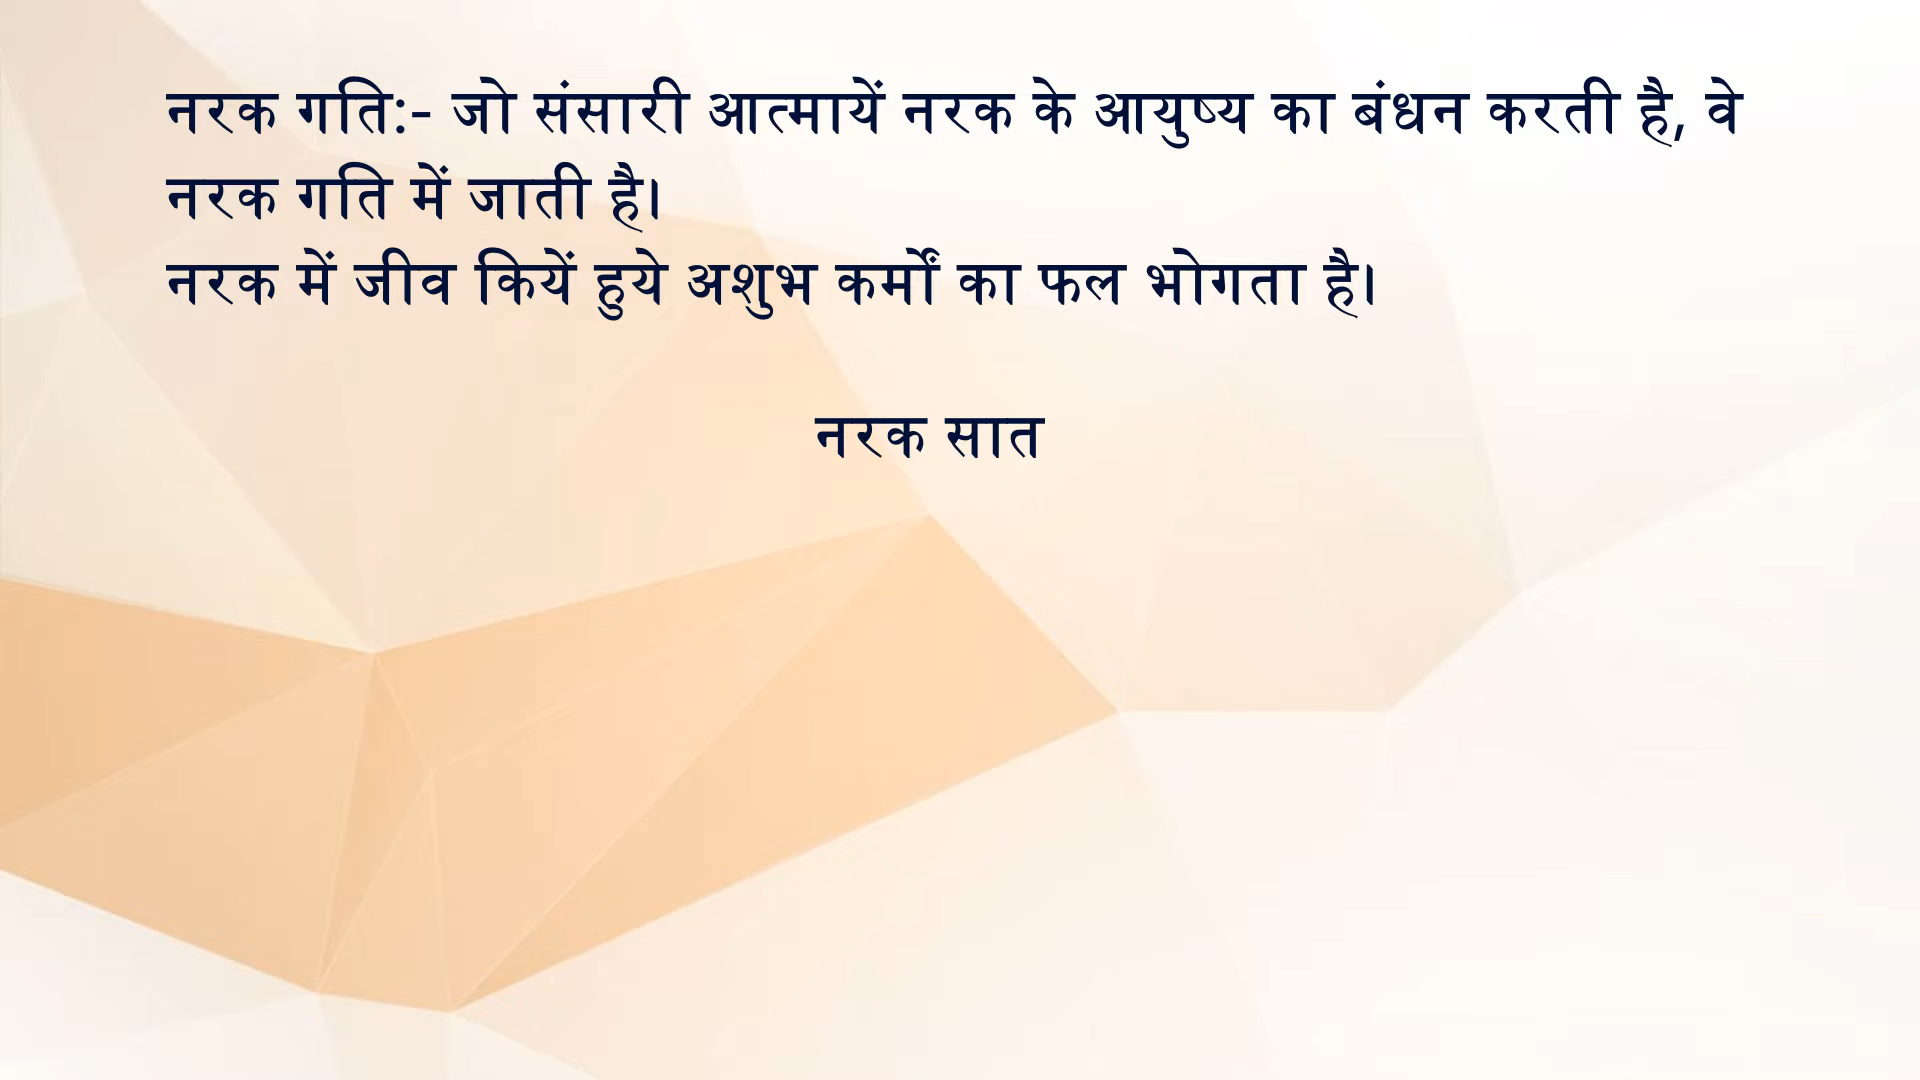 नरक गति:- जो संसारी आत्मायें नरक के आयुष्य का बंधन करती है, वे
नरक गति में जाती है।
नरक में जीव कियें हुये अशुभ कर्मों का फल भोगता है।
नरक सात